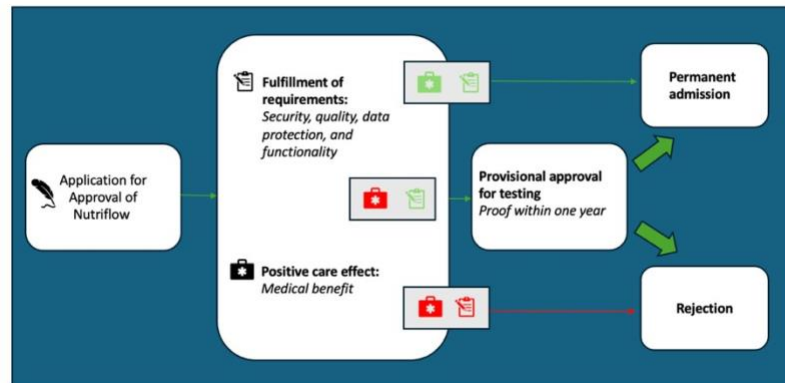 Application for
Approval of
Nutriflow
Fulfillment of
requirements:
Security, quality, data
protection, and
functionality
Positive care effect:
Medical benefit
Provisional approval
for testing
Proof within one year
Permanent
admission
Rejection